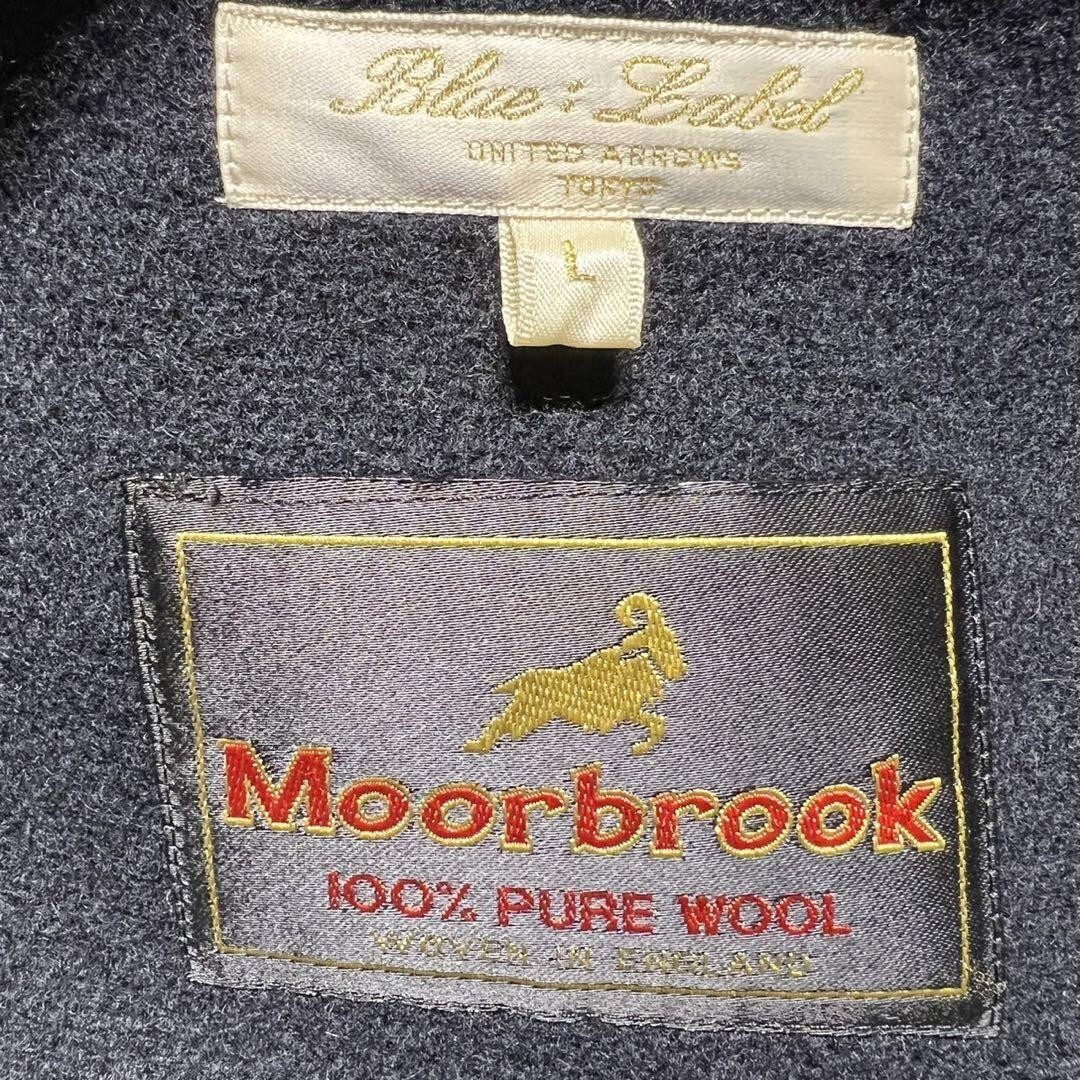 Blue : Label
UNITED ARROWS
TOKYO
L
Moorbrook
100% PURE WOOL
WOVEN IN ENGLAND